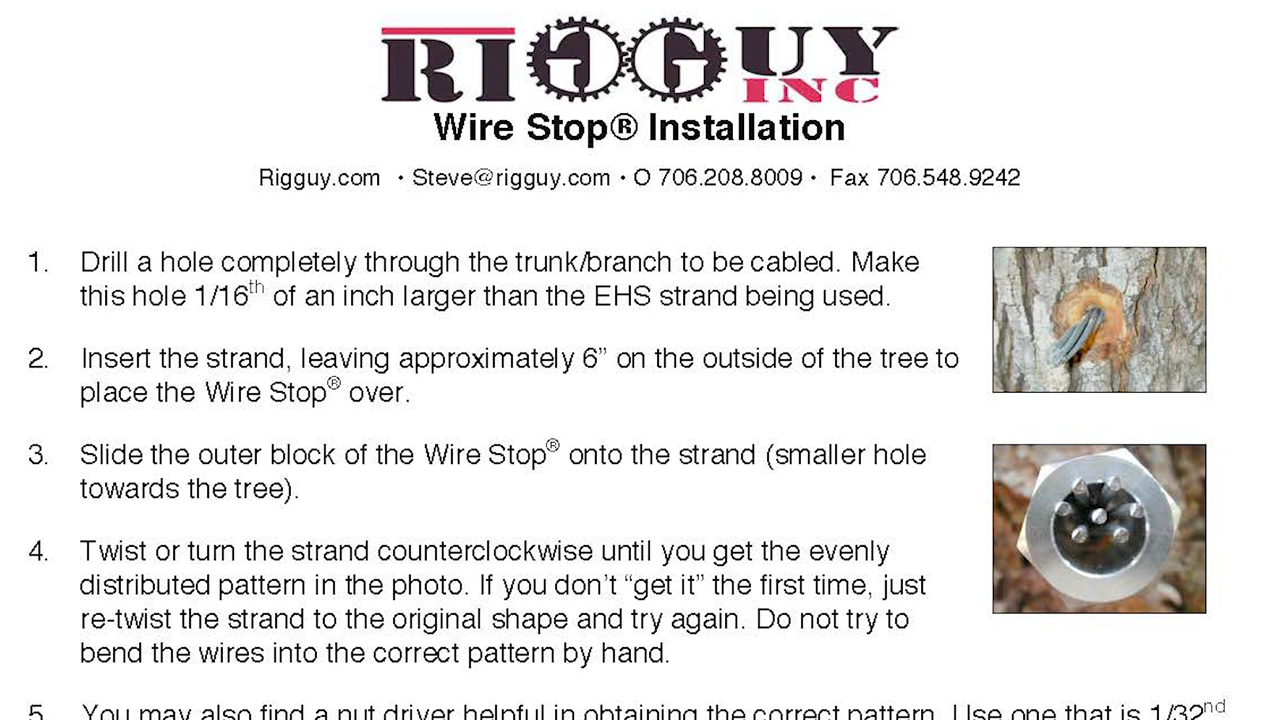 RIGGUY
INC
Wire Stop® Installation
Rigguy.com • Steve@rigguy.com • O 706.208.8009 • Fax 706.548.9242
1. Drill a hole completely through the trunk/branch to be cabled. Make
this hole 1/16th of an inch larger than the EHS strand being used.
2. Insert the strand, leaving approximately 6” on the outside of the tree to
place the Wire Stop® over.
3. Slide the outer block of the Wire Stop® onto the strand (smaller hole
towards the tree).
4. Twist or turn the strand counterclockwise until you get the evenly
distributed pattern in the photo. If you don’t “get it” the first time, just
re-twist the strand to the original shape and try again. Do not try to
bend the wires into the correct pattern by hand.
5. You may also find a nut driver helpful in obtaining the correct pattern. Use one that is 1/32nd